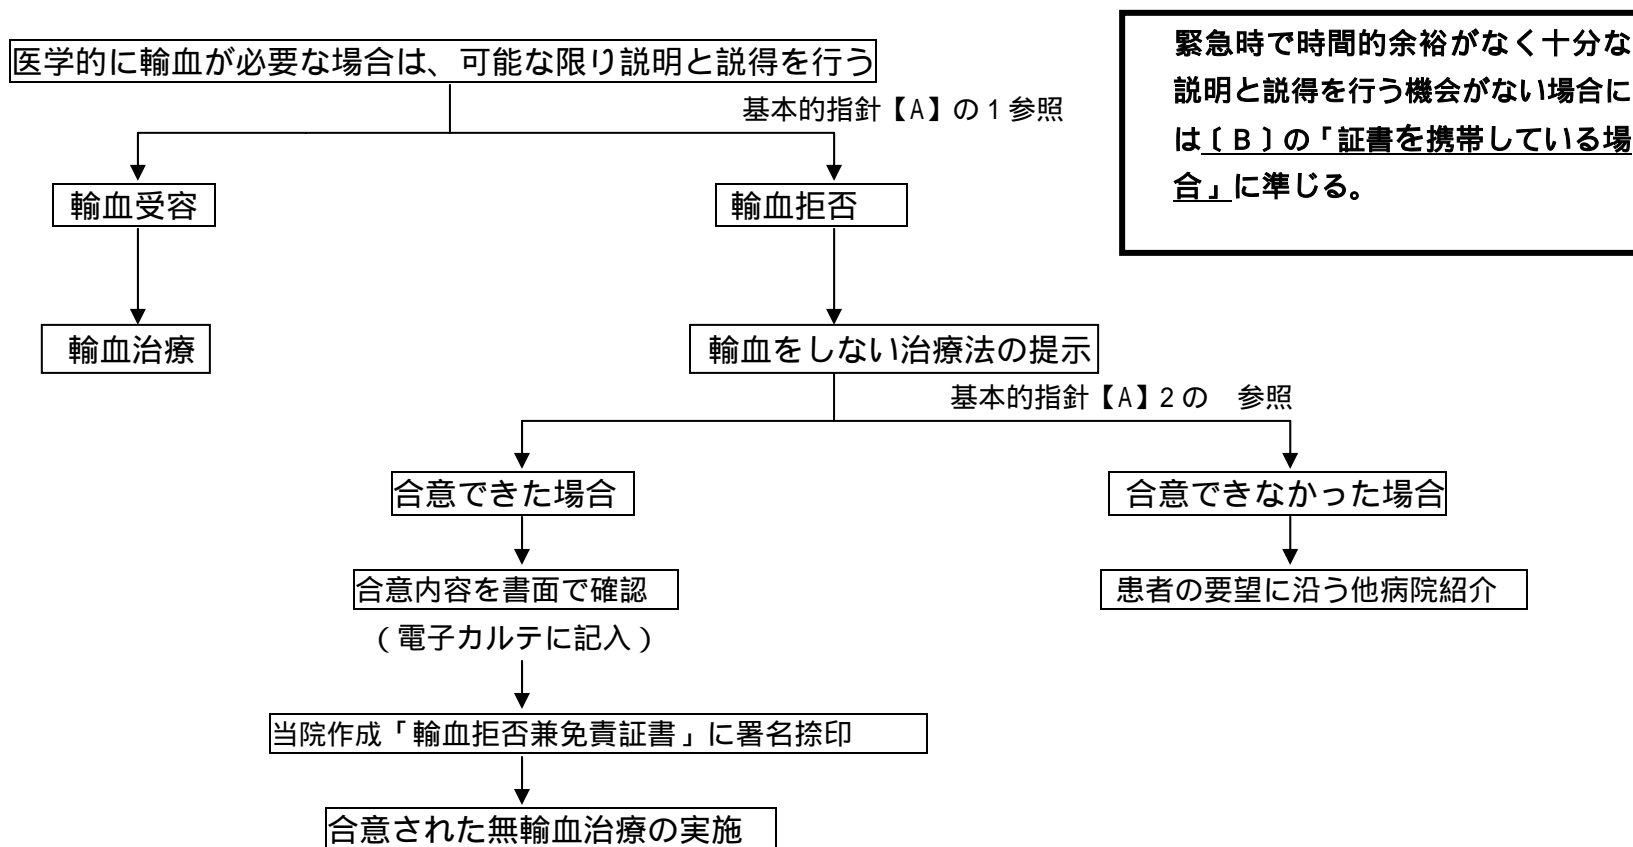 医学的に輸血が必要な場合は、可能な限り説明と説得を行う
緊急時で時間的余裕がなく十分な
説明と説得を行う機会がない場合に
は〔B〕の「証書を携帯している場
合」に準じる。
基本的指針【A】の1参照
輸血受容
輸血拒否
輸血治療
輸血をしない治療法の提示
基本的指針【A】2の　参照
合意できた場合
合意できなかった場合
合意内容を書面で確認
患者の要望に沿う他病院紹介
(電子カルテに記入)
当院作成「輸血拒否兼免責証書」に署名捺印
合意された無輸血治療の実施